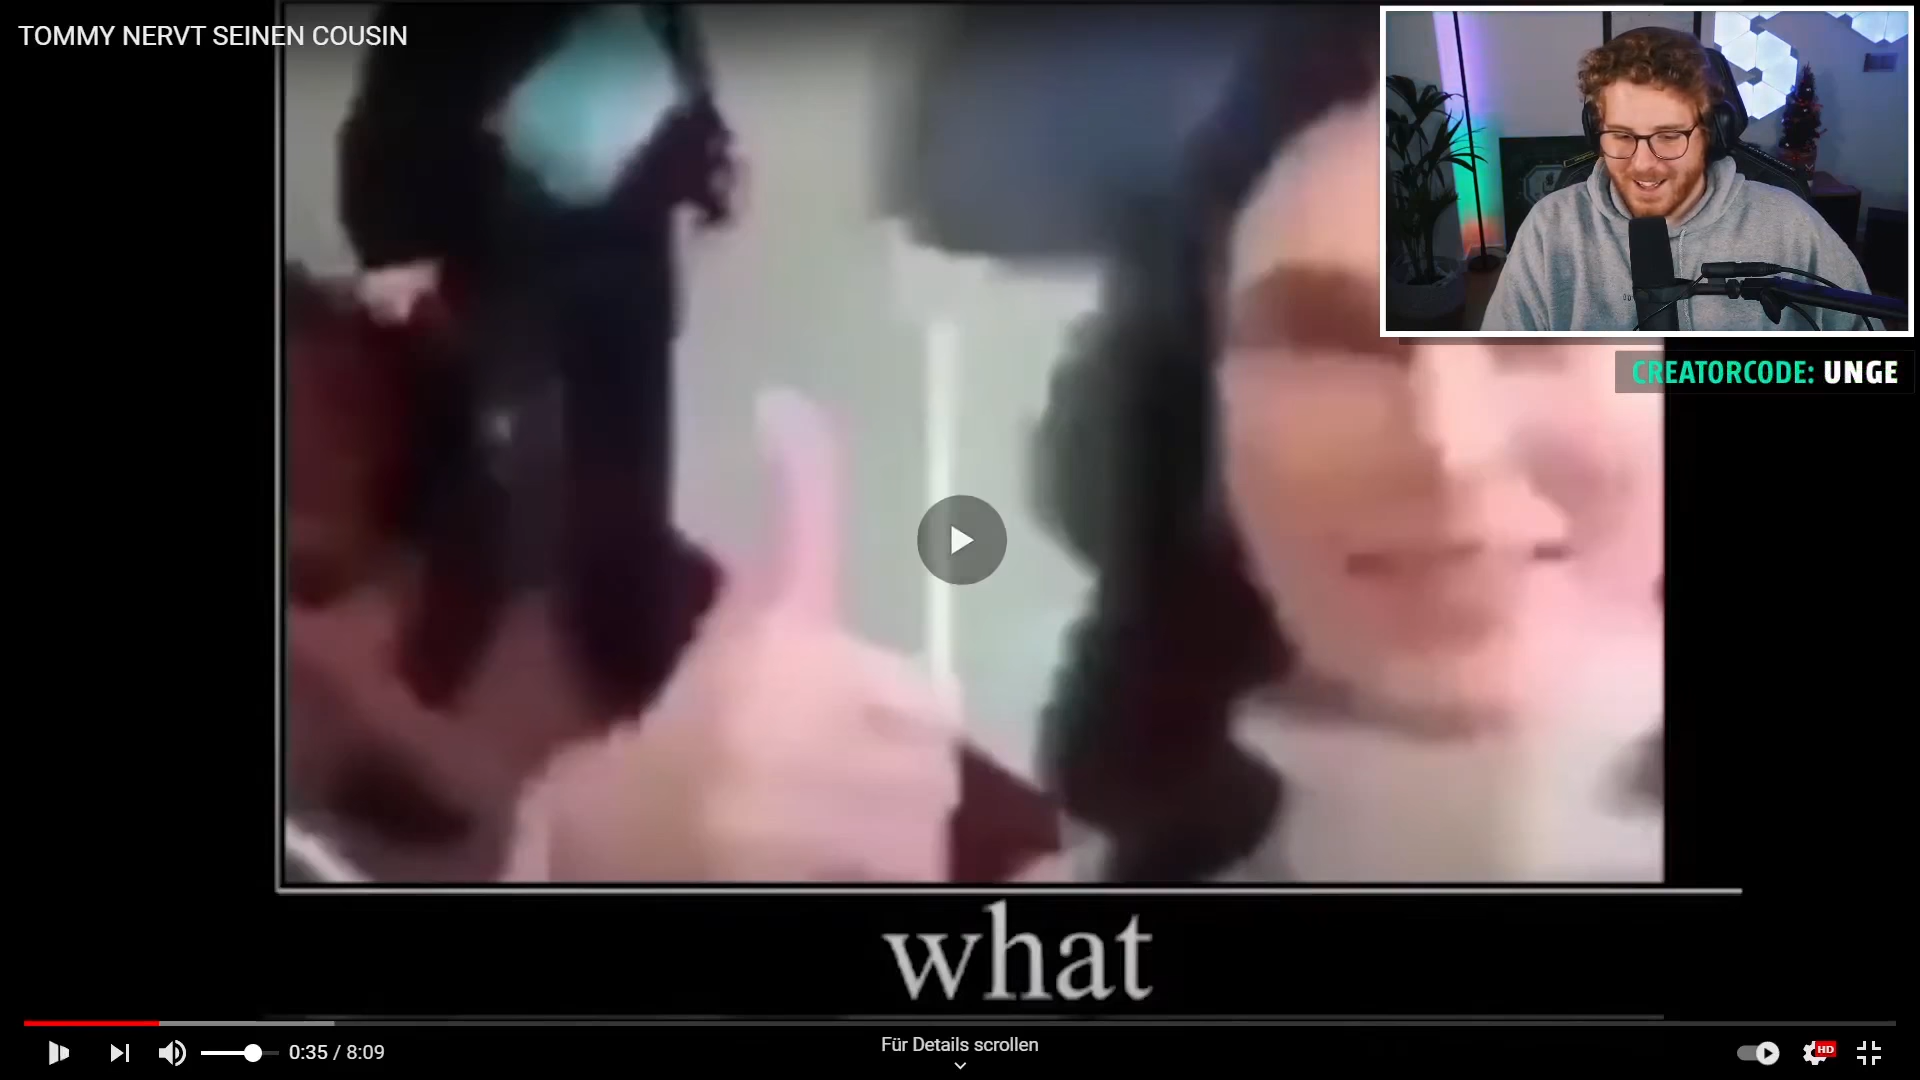 TOMMY NERVT SEINEN COUSIN
CREATORCODE: UNGE
what
0:35 / 8:09
Für Details scrollen
HD